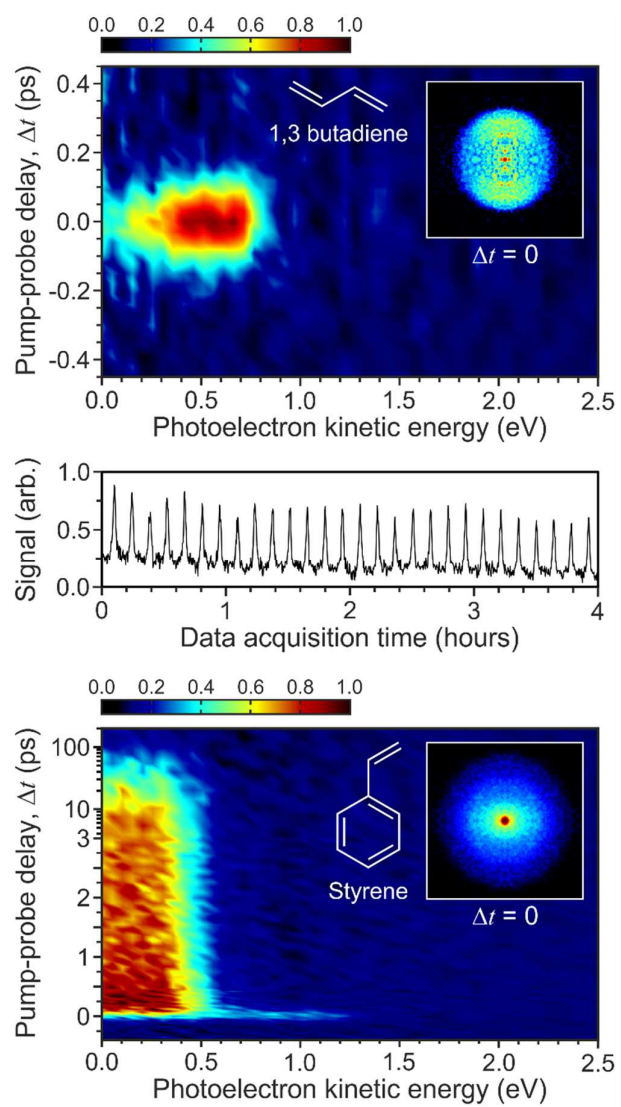 0.0 0.2 0.4 0.6 0.8 1.0
Pump-probe delay, Δt (ps)
0.4
0.2
0.0
-0.2
-0.4
1,3 butadiene
Δt = 0
0.0 0.5 1.0 1.5 2.0 2.5
Photoelectron kinetic energy (eV)
Signal (arb.)
1.0
0.5
0.0
0 1 2 3 4
Data acquisition time (hours)
0.0 0.2 0.4 0.6 0.8 1.0
Pump-probe delay, Δt (ps)
100
10
3
2
1
0
Styrene
Δt = 0
0.0 0.5 1.0 1.5 2.0 2.5
Photoelectron kinetic energy (eV)